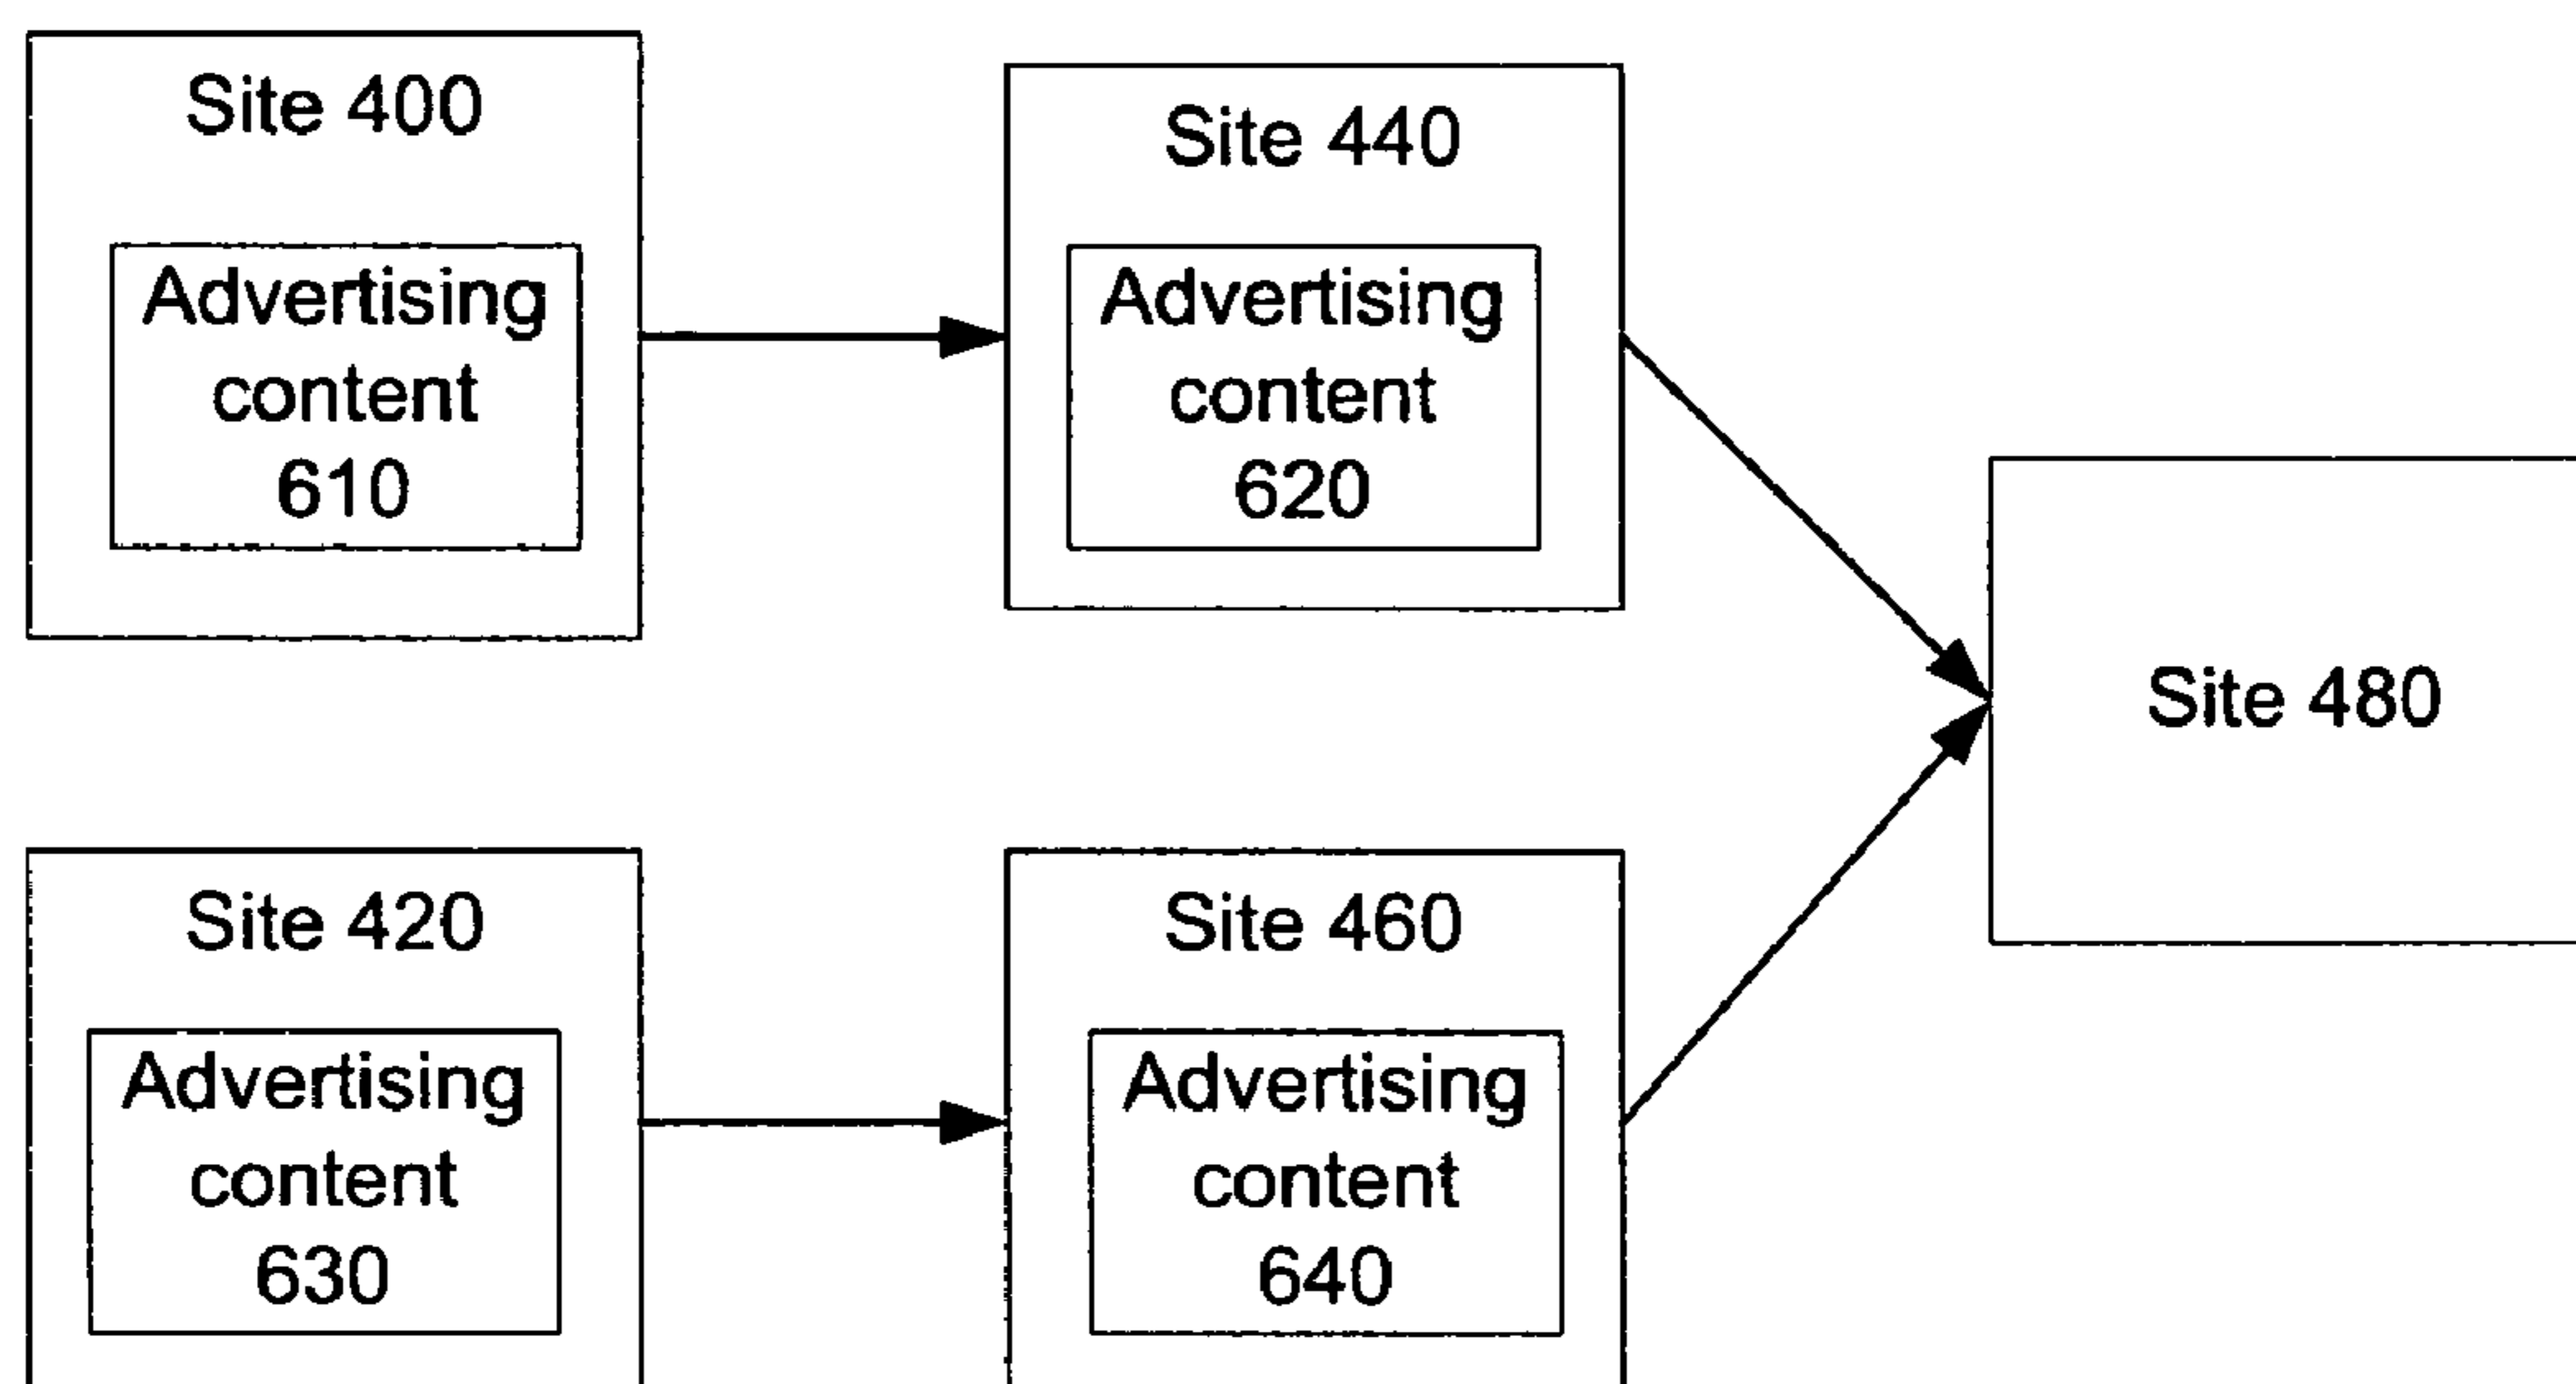 Site 400
Advertising
content
610
Site 440
Advertising
content
620
Site 480
Site 420
Advertising
content
630
Site 460
Advertising
content
640